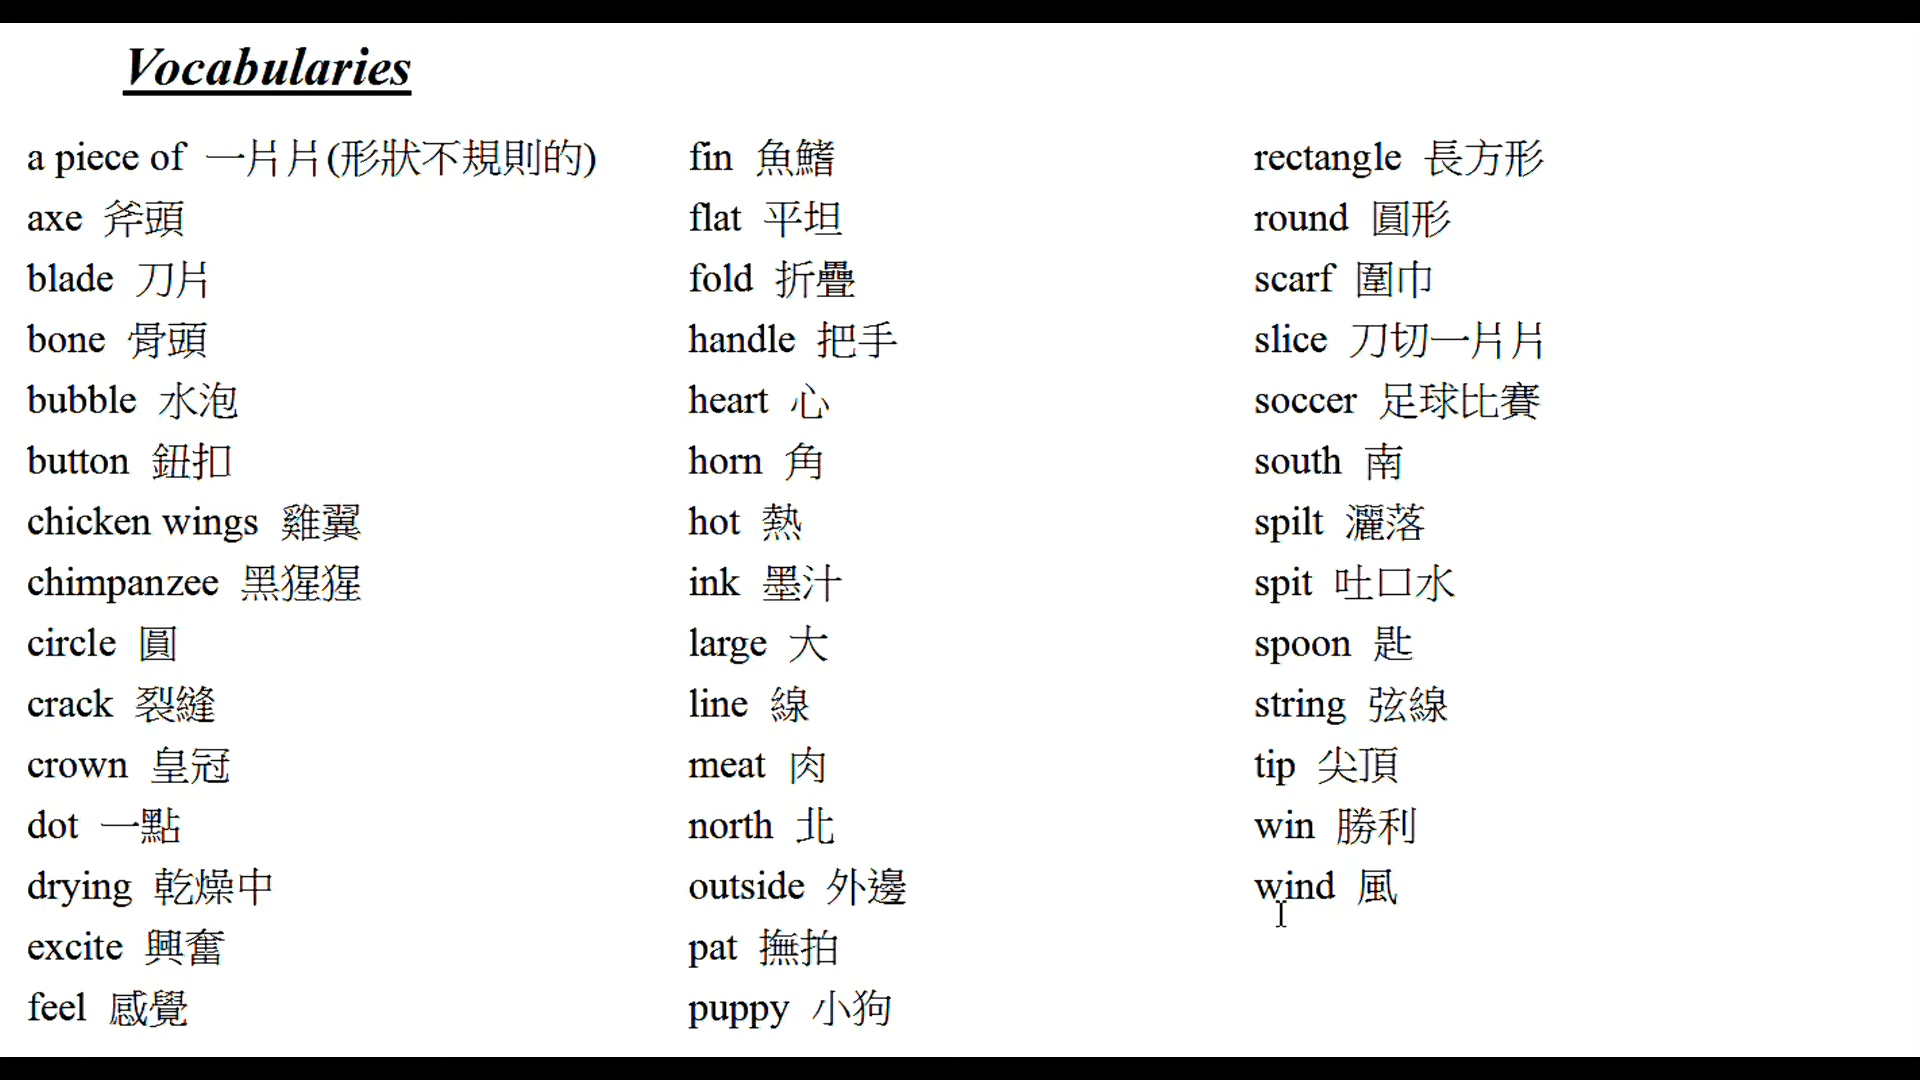 Vocabularies
a piece of 一片片(形狀不規則的)
axe 斧頭
blade 刀片
bone 骨頭
bubble 水泡
button 鈕扣
chicken wings 雞翼
chimpanzee 黑猩猩
circle 圓
crack 裂縫
crown 皇冠
dot 一點
drying 乾燥中
excite 興奮
feel 感覺
fin 魚鰭
flat 平坦
fold 折疊
handle 把手
heart 心
horn 角
hot 熱
ink 墨汁
large 大
line 線
meat 肉
north 北
outside 外邊
pat 撫拍
puppy 小狗
rectangle 長方形
round 圓形
scarf 圍巾
slice 刀切一片片
soccer 足球比賽
south 南
spilt 灑落
spit 吐口水
spoon 匙
string 弦線
tip 尖頂
win 勝利
wind 風